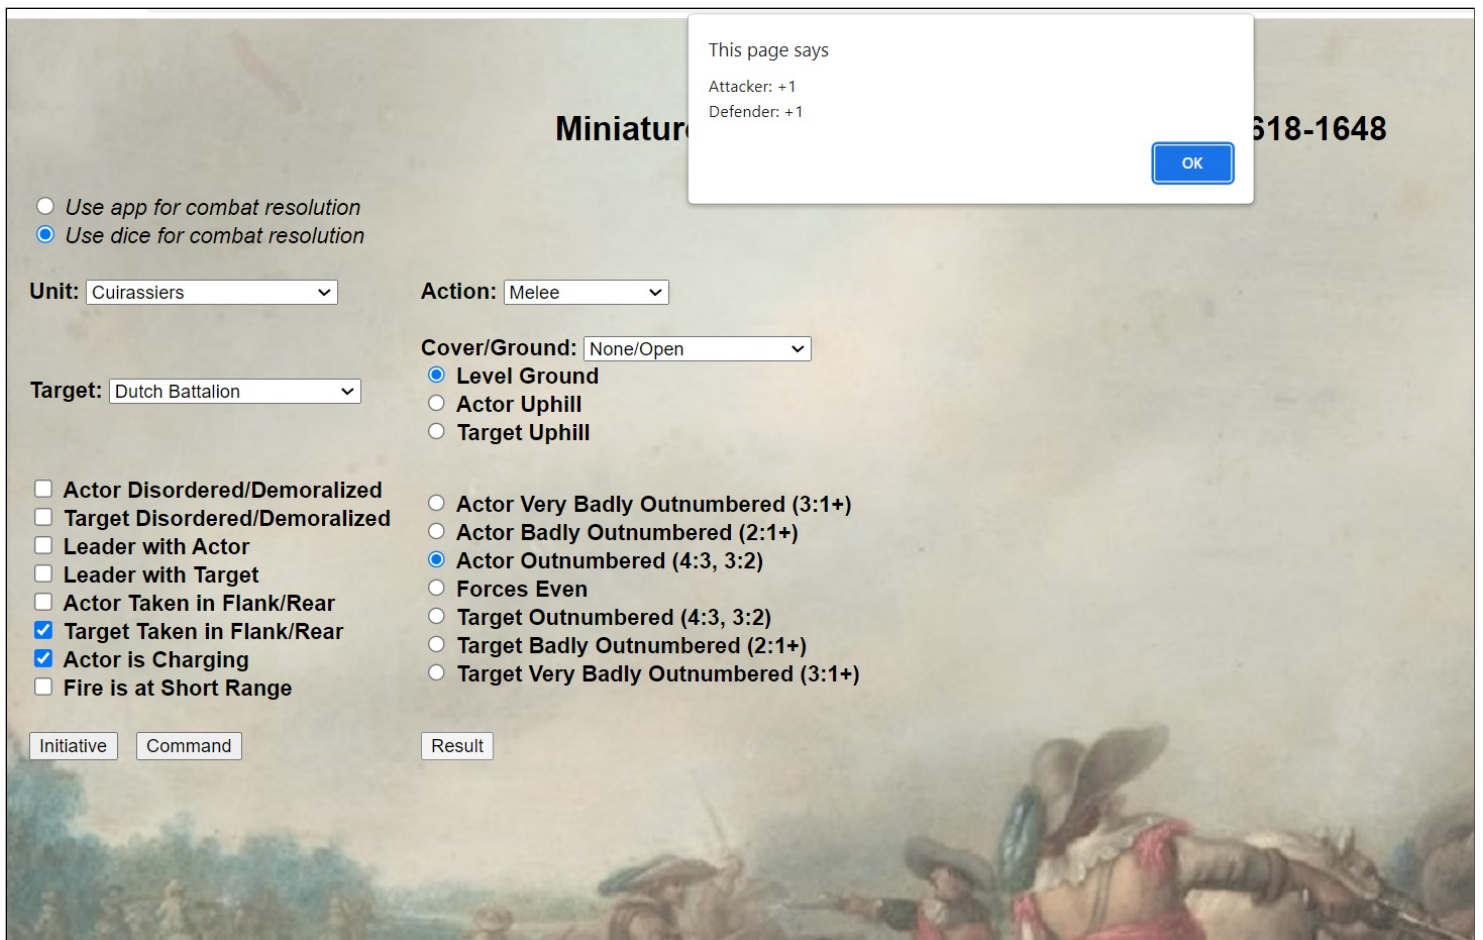 This page says
Attacker: +1
Defender: +1
OK
618-1648
Use app for combat resolution
Use dice for combat resolution
Unit: Cuirassiers
Action: Melee
Cover/Ground: None/Open
Level Ground
Actor Uphill
Target Uphill
Target: Dutch Battalion
Actor Disordered/Demoralized
Target Disordered/Demoralized
Leader with Actor
Leader with Target
Actor Taken in Flank/Rear
Target Taken in Flank/Rear
Actor is Charging
Fire is at Short Range
Actor Very Badly Outnumbered (3:1+)
Actor Badly Outnumbered (2:1+)
Actor Outnumbered (4:3, 3:2)
Forces Even
Target Outnumbered (4:3, 3:2)
Target Badly Outnumbered (2:1+)
Target Very Badly Outnumbered (3:1+)
Initiative Command
Result